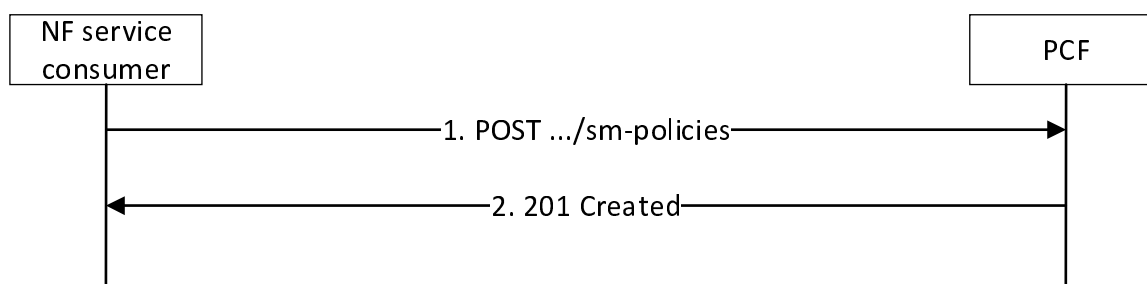 NF service
consumer
PCF
1. POST .../sm-policies
2. 201 Created